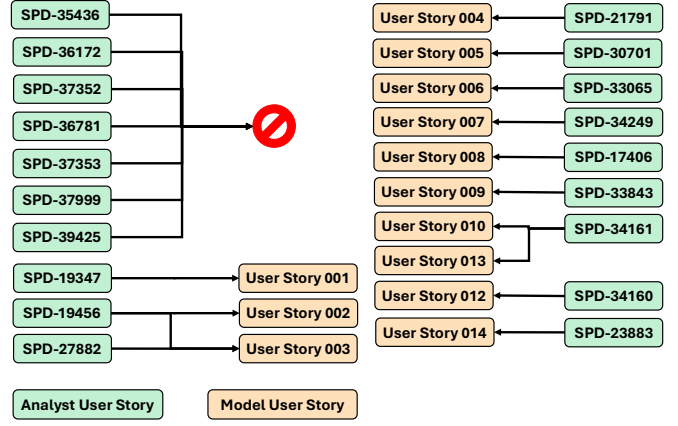 SPD-35436
SPD-36172
SPD-37352
SPD-36781
SPD-37353
SPD-37999
SPD-39425
SPD-19347
User Story 001
SPD-19456
User Story 002
SPD-27882
User Story 003
User Story 004
SPD-21791
User Story 005
SPD-30701
User Story 006
SPD-33065
User Story 007
SPD-34249
User Story 008
SPD-17406
User Story 009
SPD-33843
User Story 010
SPD-34161
User Story 013
User Story 012
SPD-34160
User Story 014
SPD-23883
Analyst User Story
Model User Story